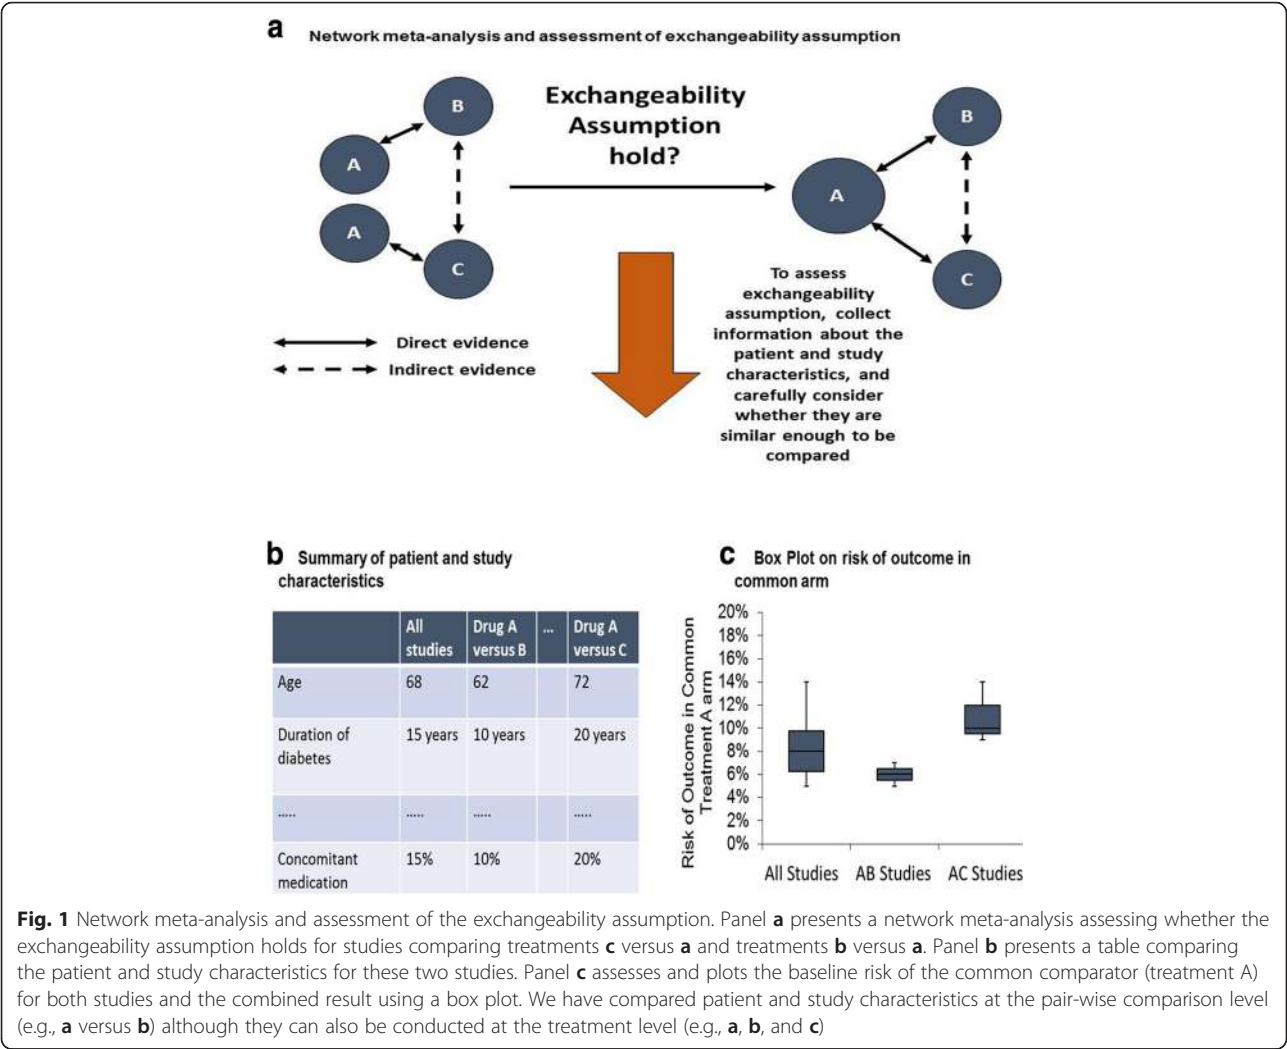 a Network meta-analysis and assessment of exchangeability assumption
B
A
A
C
Exchangeability
Assumption
hold?
B
A
C
Direct evidence
Indirect evidence
To assess
exchangeability
assumption, collect
information about the
patient and study
characteristics, and
carefully consider
whether they are
similar enough to be
compared
b Summary of patient and study
characteristics
All studies Drug A versus B ... Drug A versus C
Age 68 62 72
Duration of diabetes 15 years 10 years 20 years
..... ..... ..... .....
Concomitant medication 15% 10% 20%
c Box Plot on risk of outcome in
common arm
Risk of Outcome in Common
Treatment A arm
20%
18%
16%
14%
12%
10%
8%
6%
4%
2%
0%
All Studies AB Studies AC Studies
Fig. 1 Network meta-analysis and assessment of the exchangeability assumption. Panel a presents a network meta-analysis assessing whether the
exchangeability assumption holds for studies comparing treatments c versus a and treatments b versus a. Panel b presents a table comparing
the patient and study characteristics for these two studies. Panel c assesses and plots the baseline risk of the common comparator (treatment A)
for both studies and the combined result using a box plot. We have compared patient and study characteristics at the pair-wise comparison level
(e.g., a versus b) although they can also be conducted at the treatment level (e.g., a, b, and c)